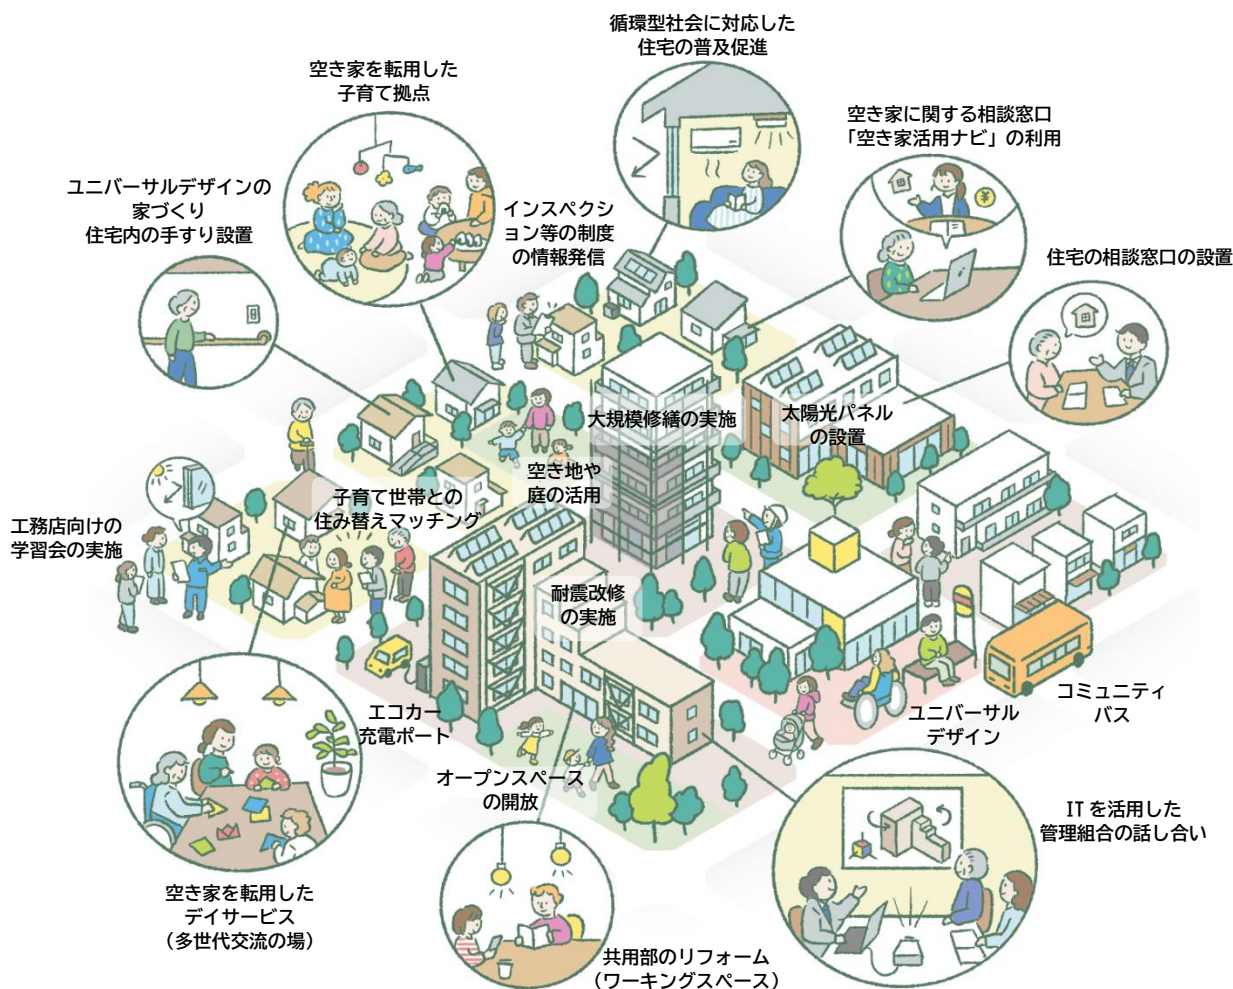 循環型社会に対応した
住宅の普及促進
空き家を転用した
子育て拠点
空き家に関する相談窓口
「空き家活用ナビ」の利用
ユニバーサルデザインの
家づくり
住宅内の手すり設置
インスペクシ
ョン等の制度
の情報発信
住宅の相談窓口の設置
大規模修繕の実施
太陽光パネル
の設置
空き地や
庭の活用
子育て世帯との
住み替えマッチング
工務店向けの
学習会の実施
耐震改修
の実施
エコカー
充電ポート
ユニバーサル
デザイン
コミュニティ
バス
オープンスペース
の開放
ITを活用した
管理組合の話し合い
空き家を転用した
デイサービス
(多世代交流の場)
共用部のリフォーム
(ワーキングスペース)
¥